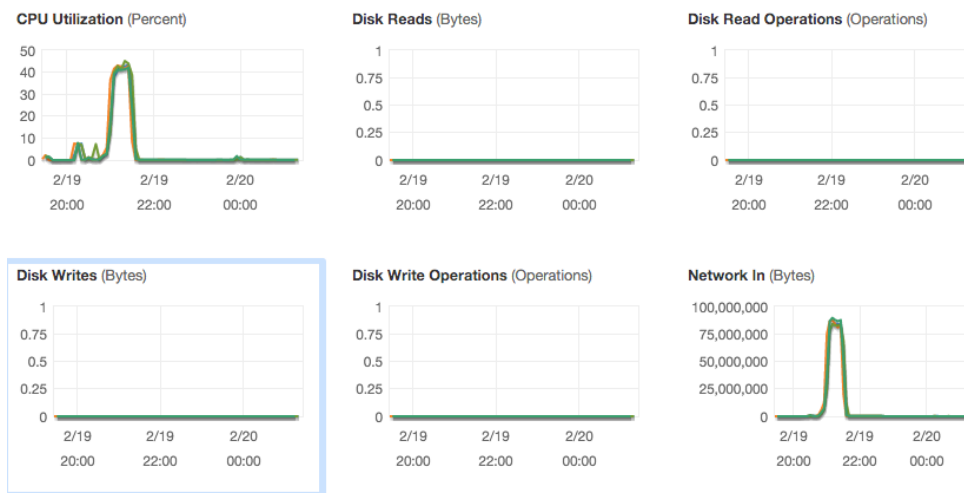 CPU Utilization (Percent)
50
40
30
20
10
0
2/19 2/19 2/20
20:00 22:00 00:00
Disk Reads (Bytes)
1
0.75
0.5
0.25
0
2/19 2/19 2/20
20:00 22:00 00:00
Disk Read Operations (Operations)
1
0.75
0.5
0.25
0
2/19 2/19 2/20
20:00 22:00 00:00
Disk Writes (Bytes)
1
0.75
0.5
0.25
0
2/19 2/19 2/20
20:00 22:00 00:00
Disk Write Operations (Operations)
1
0.75
0.5
0.25
0
2/19 2/19 2/20
20:00 22:00 00:00
Network In (Bytes)
100,000,000
75,000,000
50,000,000
25,000,000
0
2/19 2/19 2/20
20:00 22:00 00:00